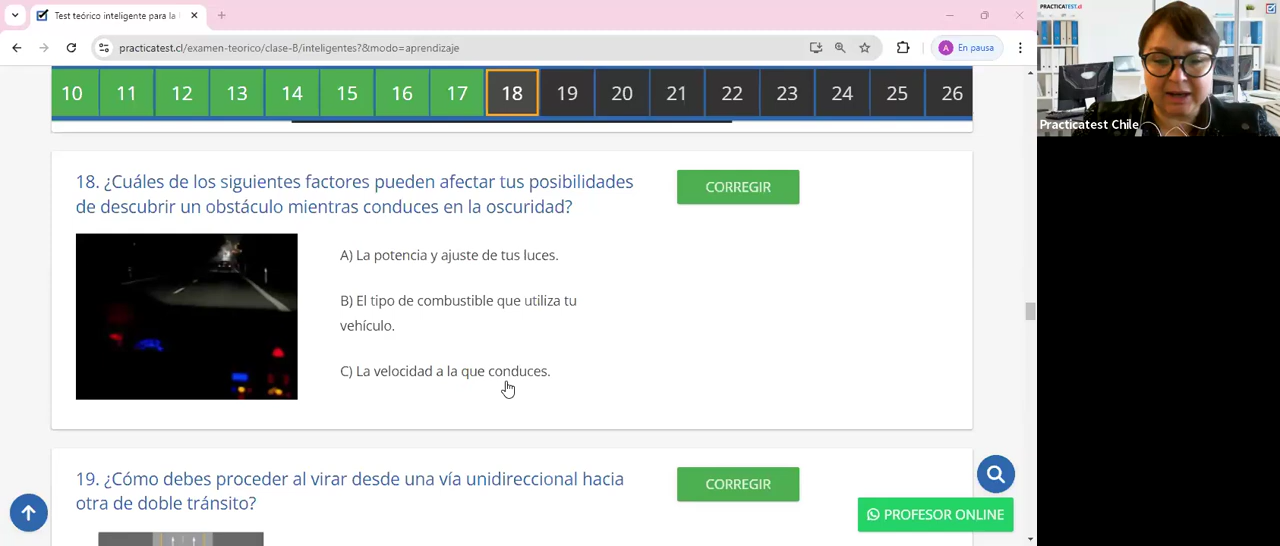 Test teórico inteligente para la
practicatest.cl/examen-teorico/clase-B/inteligentes?&modo=aprendizaje
A
En pausa
PRACTICATEST.cl
Practicatest Chile
10 11 12 13 14 15 16 17 18 19 20 21 22 23 24 25 26
18. ¿Cuáles de los siguientes factores pueden afectar tus posibilidades
de descubrir un obstáculo mientras conduces en la oscuridad?
CORREGIR
A) La potencia y ajuste de tus luces.
B) El tipo de combustible que utiliza tu
vehículo.
C) La velocidad a la que conduces.
19. ¿Cómo debes proceder al virar desde una vía unidireccional hacia
otra de doble tránsito?
CORREGIR
PROFESOR ONLINE